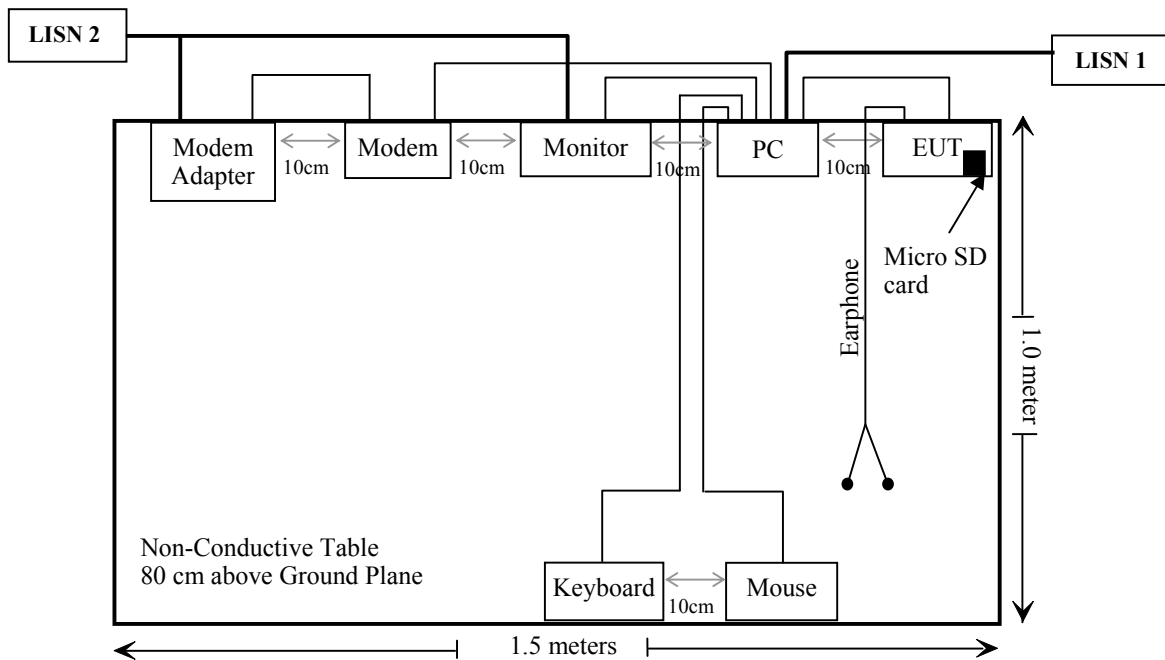 LISN 2
LISN 1
Modem
Adapter
10cm
Modem
10cm
Monitor
10cm
PC
10cm
EUT
Micro SD
card
Earphone
1.0 meter
Non-Conductive Table
80 cm above Ground Plane
Keyboard
10cm
Mouse
1.5 meters